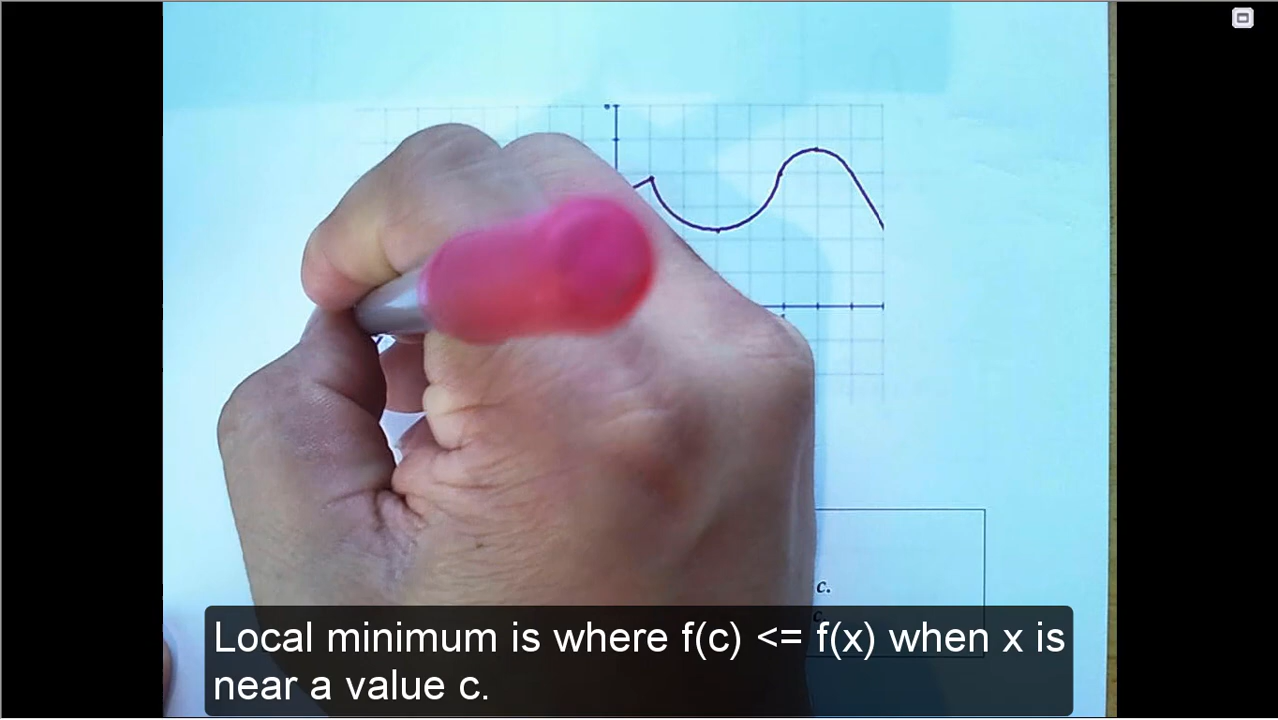 c.
c.
Local minimum is where f(c) <= f(x) when x is
near a value c.